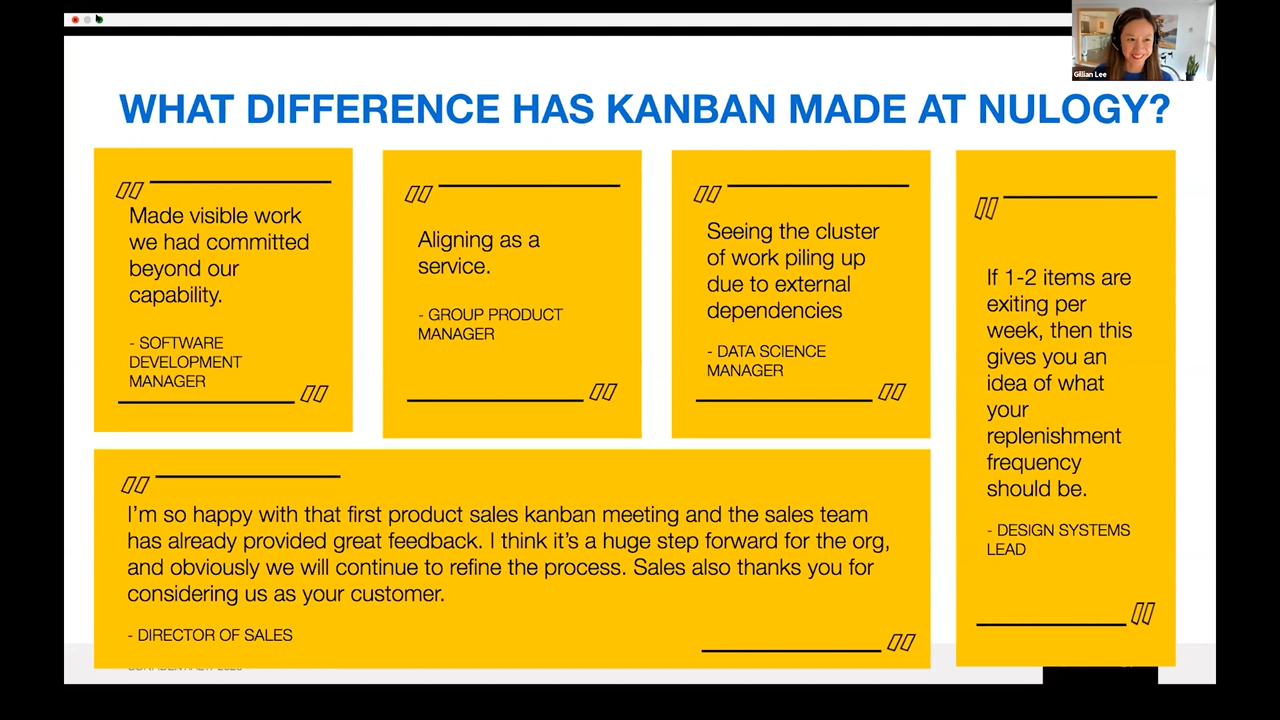 Gillian Lee
WHAT DIFFERENCE HAS KANBAN MADE AT NULOGY?
Made visible work
we had committed
beyond our
capability.
- SOFTWARE
DEVELOPMENT
MANAGER
Aligning as a
service.
- GROUP PRODUCT
MANAGER
Seeing the cluster
of work piling up
due to external
dependencies
- DATA SCIENCE
MANAGER
If 1-2 items are
exiting per
week, then this
gives you an
idea of what
your
replenishment
frequency
should be.
- DESIGN SYSTEMS
LEAD
I'm so happy with that first product sales kanban meeting and the sales team
has already provided great feedback. I think it's a huge step forward for the org,
and obviously we will continue to refine the process. Sales also thanks you for
considering us as your customer.
- DIRECTOR OF SALES